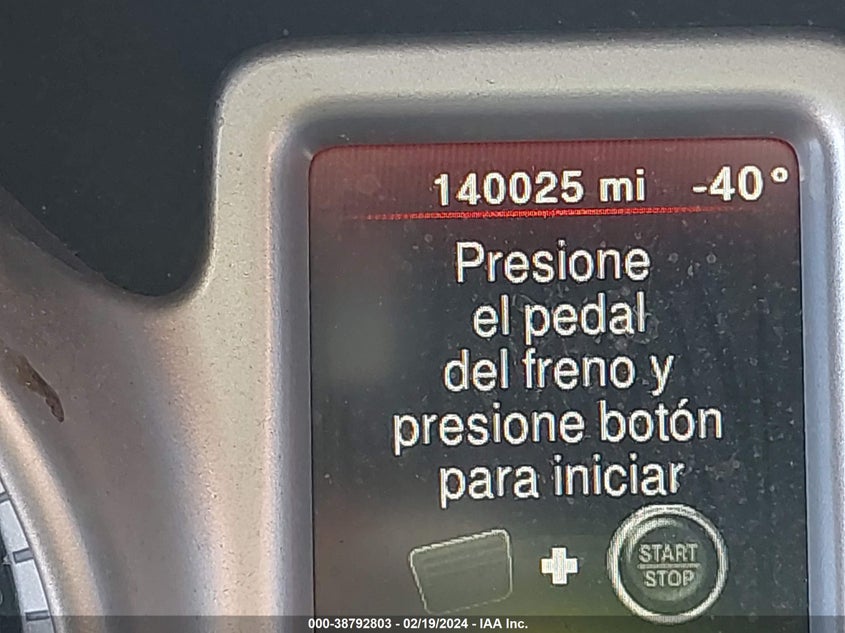 140025 mi -40°
Presione
el pedal
del freno y
presione botón
para iniciar
START
STOP
000-38792803 - 02/19/2024 - IAA Inc.